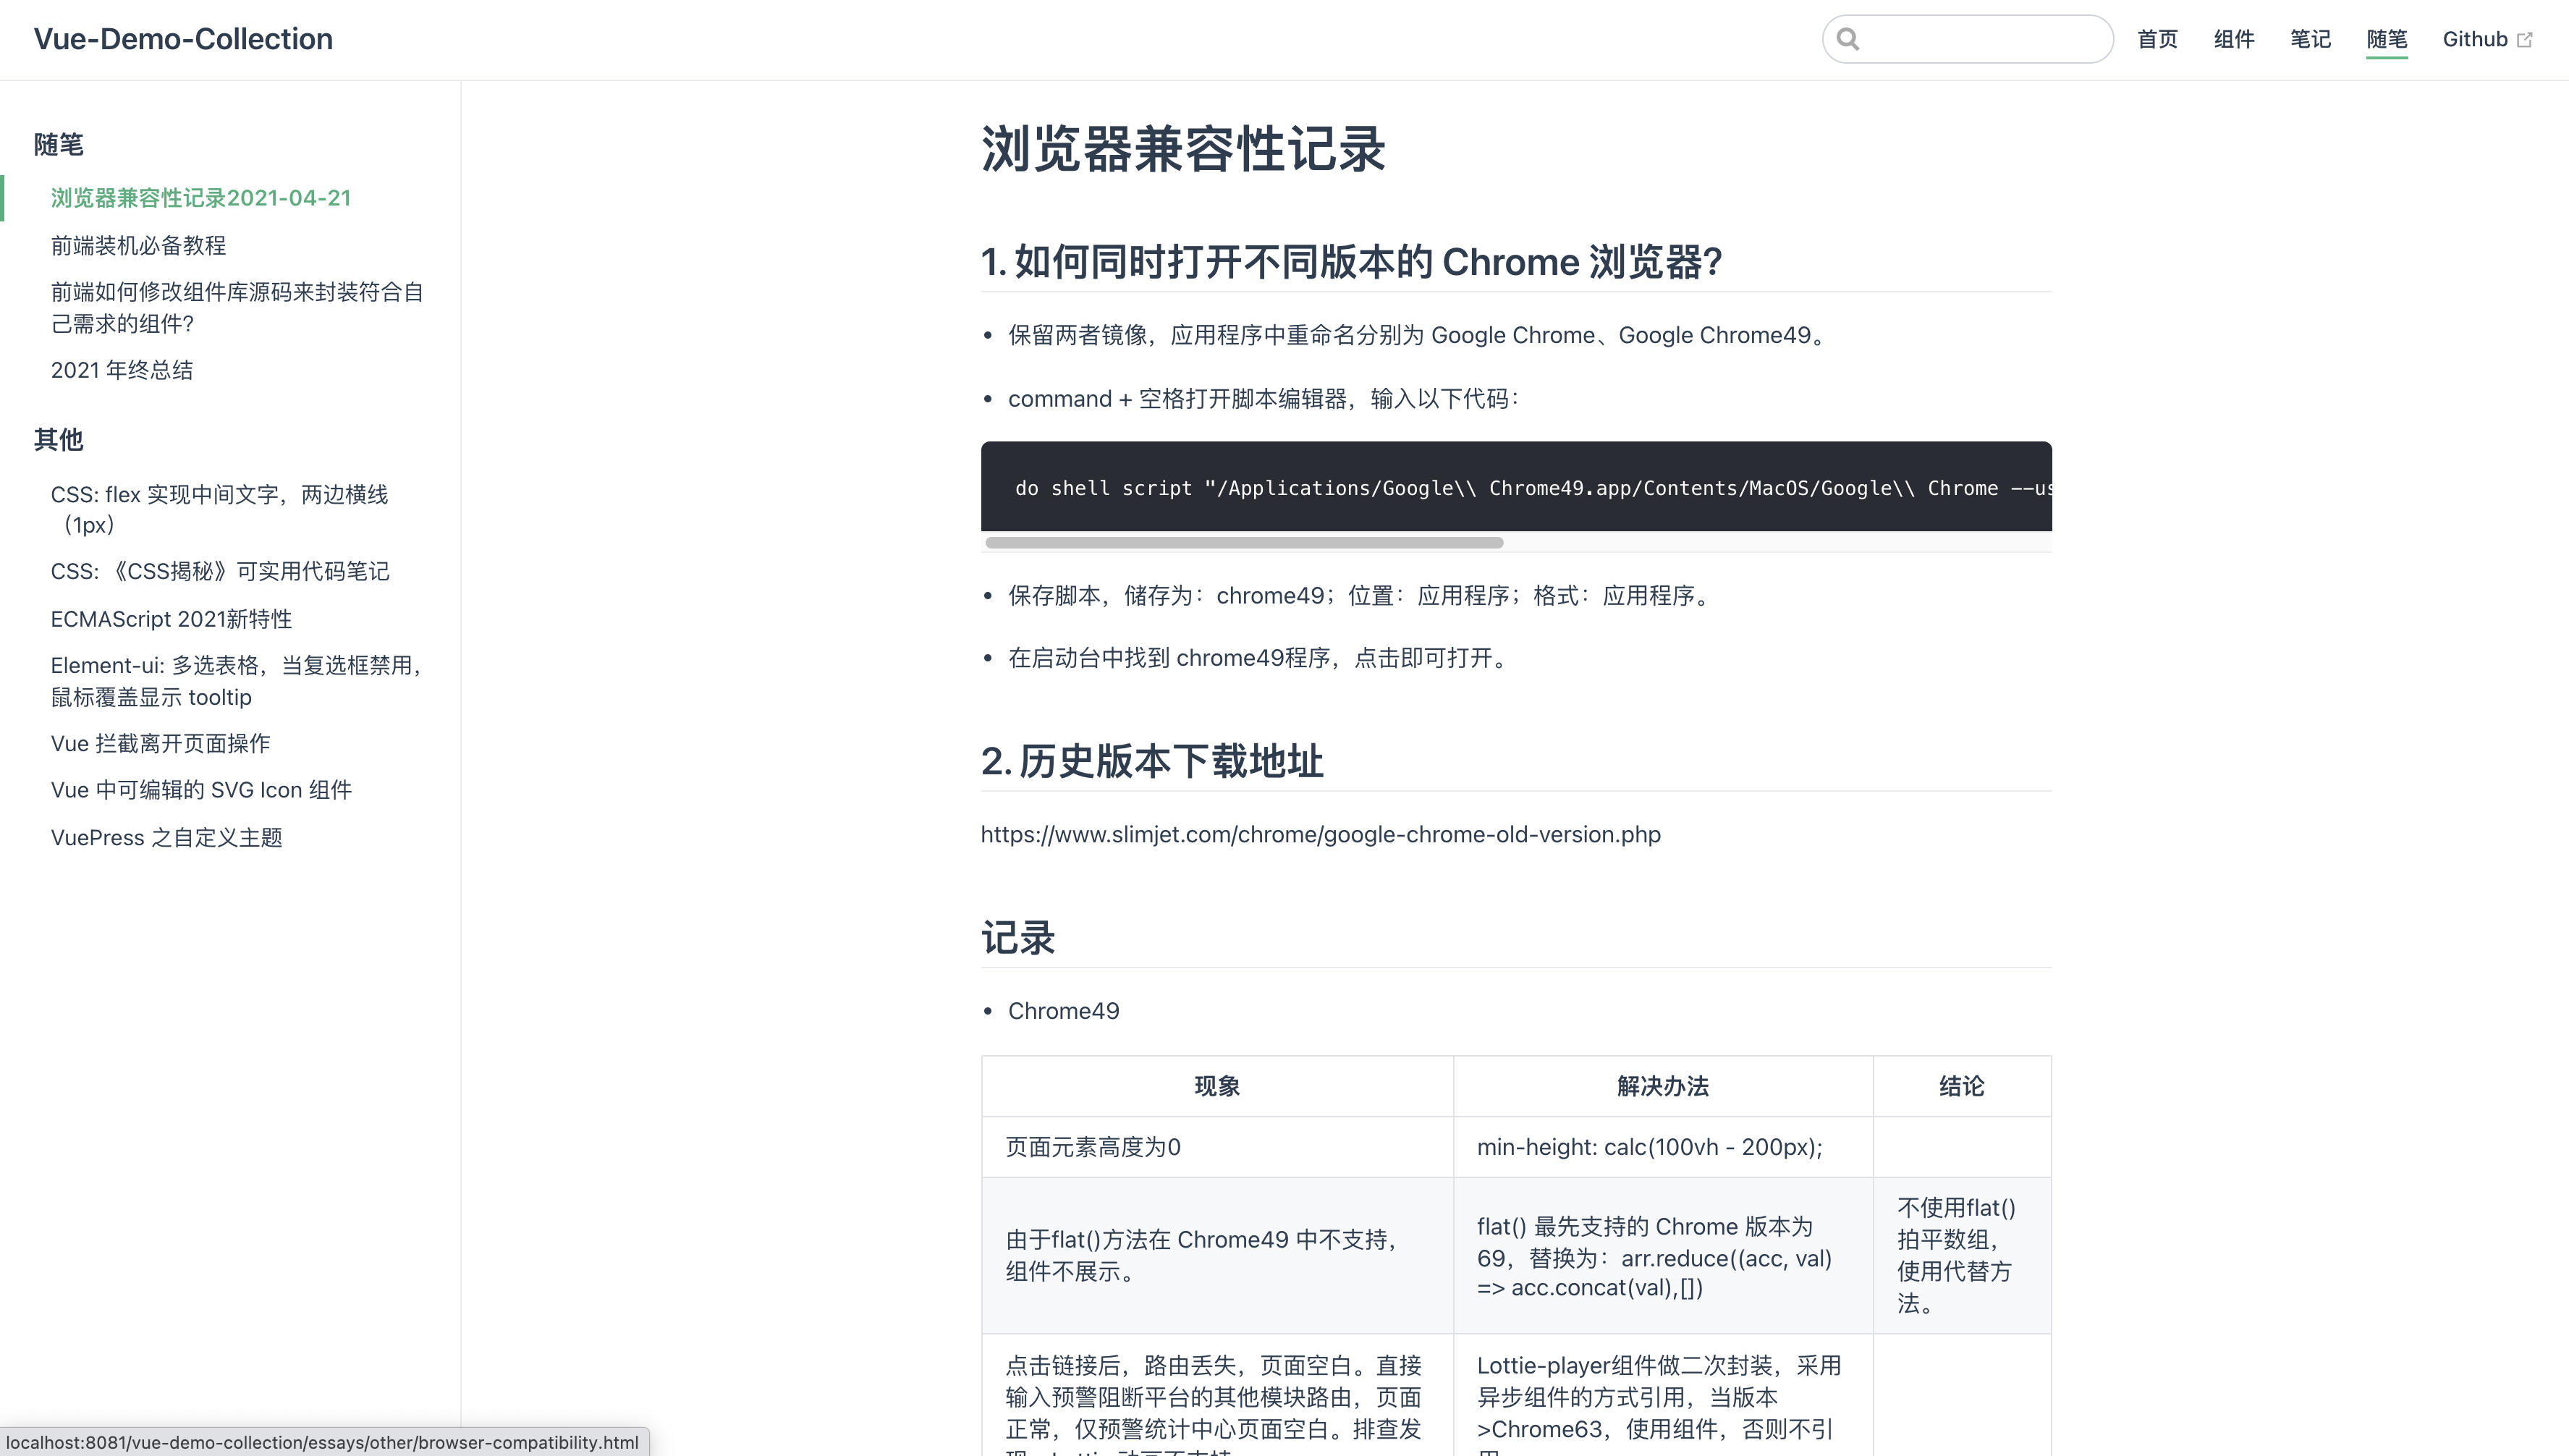 Vue-Demo-Collection
首页 组件 笔记 随笔 Github
随笔
浏览器兼容性记录2021-04-21
前端装机必备教程
前端如何修改组件库源码来封装符合自
己需求的组件?
2021 年终总结
其他
CSS: flex 实现中间文字，两边横线
（1px）
CSS: 《CSS揭秘》可实用代码笔记
ECMAScript 2021新特性
Element-ui: 多选表格，当复选框禁用，
鼠标覆盖显示 tooltip
Vue 拦截离开页面操作
Vue 中可编辑的 SVG Icon 组件
VuePress 之自定义主题
浏览器兼容性记录
1. 如何同时打开不同版本的 Chrome 浏览器?
• 保留两者镜像，应用程序中重命名分别为 Google Chrome、Google Chrome49。
• command + 空格打开脚本编辑器，输入以下代码：
do shell script "/Applications/Google\\ Chrome49.app/Contents/MacOS/Google\\ Chrome --us
• 保存脚本，储存为：chrome49；位置：应用程序；格式：应用程序。
• 在启动台中找到 chrome49程序，点击即可打开。
2. 历史版本下载地址
https://www.slimjet.com/chrome/google-chrome-old-version.php
记录
• Chrome49
现象 解决办法 结论
页面元素高度为0 min-height: calc(100vh - 200px);
由于flat()方法在 Chrome49 中不支持，
组件不展示。
flat() 最先支持的 Chrome 版本为
69，替换为：arr.reduce((acc, val)
=> acc.concat(val),[])
不使用flat()
拍平数组，
使用代替方
法。
点击链接后，路由丢失，页面空白。直接
输入预警阻断平台的其他模块路由，页面
正常，仅预警统计中心页面空白。排查发
Lottie-player组件做二次封装，采用
异步组件的方式引用，当版本
>Chrome63，使用组件，否则不引
localhost:8081/vue-demo-collection/essays/other/browser-compatibility.html